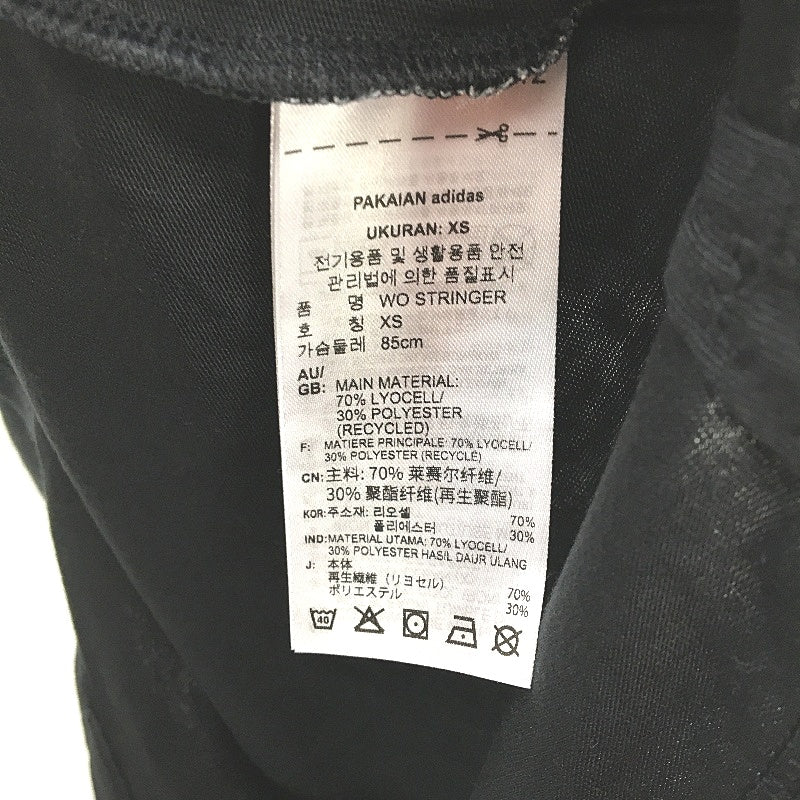 PAKAIAN adidas
UKURAN: XS
전기용품 및 생활용품 안전
관리법에 의한 품질표시
품 명 WO STRINGER
호 칭 XS
가슴둘레 85cm
AU/
GB: MAIN MATERIAL:
70% LYOCELL/
30% POLYESTER
(RECYCLED)
F: MATIERE PRINCIPALE: 70% LYOCELL/
30% POLYESTER (RECYCLÉ)
CN: 主料: 70% 莱赛尔纤维/
30% 聚酯纤维(再生聚酯)
KOR: 주소재: 리오셀 70%
폴리에스터 30%
IND: MATERIAL UTAMA: 70% LYOCELL/
30% POLYESTER HASIL DAUR ULANG
J: 本体
再生繊維（リヨセル） 70%
ポリエステル 30%
40